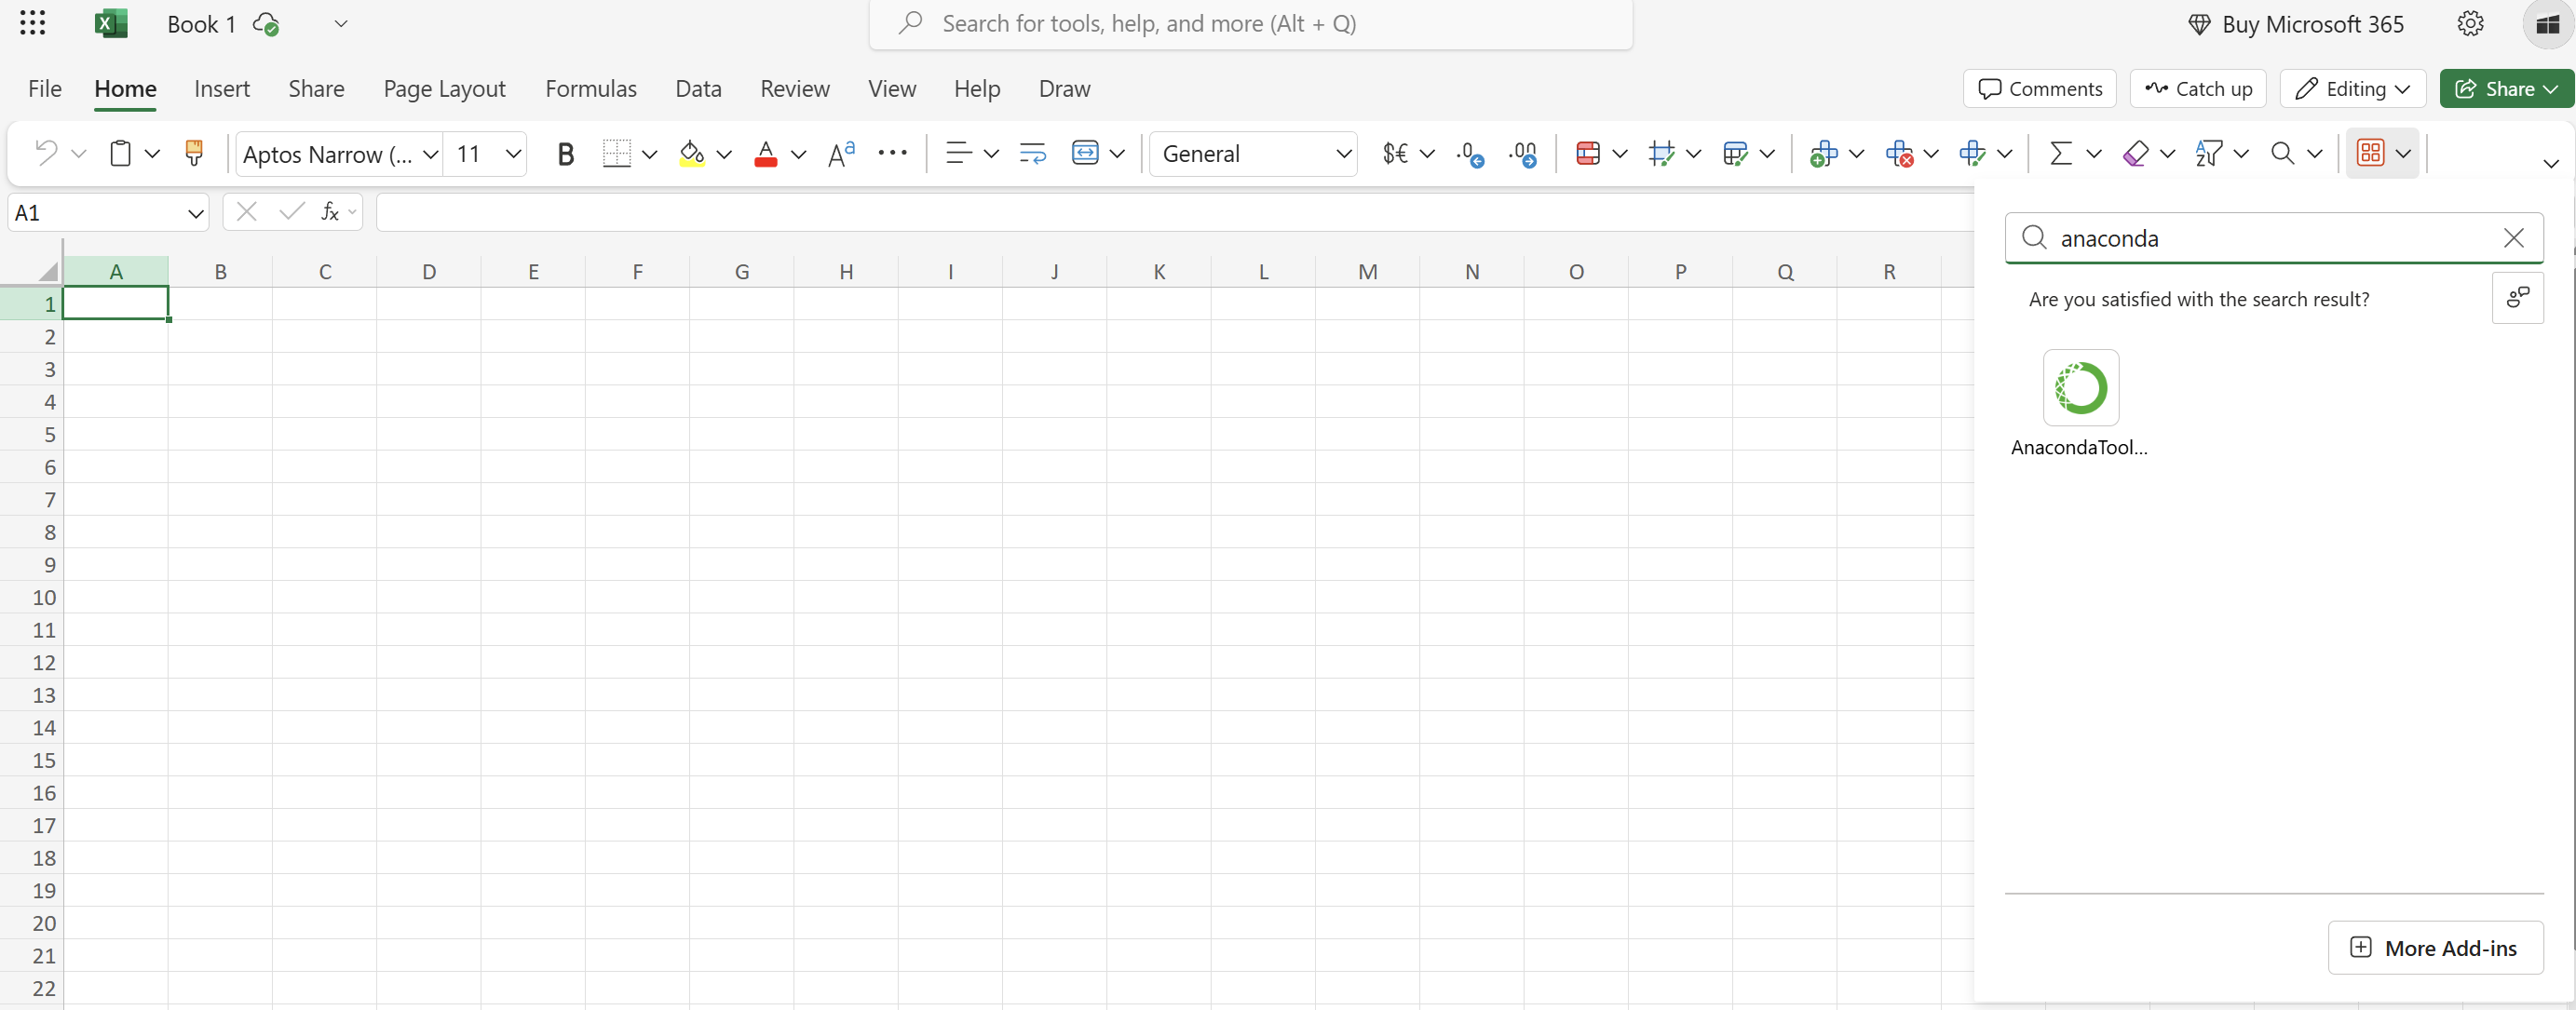 Book 1
Search for tools, help, and more (Alt + Q)
Buy Microsoft 365
File Home Insert Share Page Layout Formulas Data Review View Help Draw
Comments Catch up Editing Share
Aptos Narrow (... 11 B General
A1 fx
anaconda
Are you satisfied with the search result?
AnacondaTool...
More Add-ins
A B C D E F G H I J K L M N O P Q R
1
2
3
4
5
6
7
8
9
10
11
12
13
14
15
16
17
18
19
20
21
22